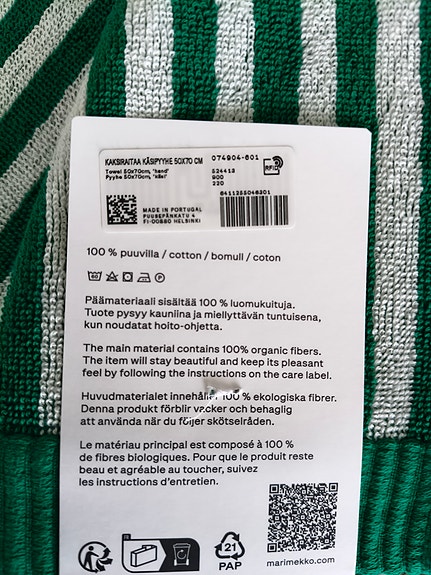 KAKSIRAITAA KÄSIPYYHE 50X70 CM 074904-601
Towel 50x70cm, "hand" 524413
Pyyhe 50x70cm, "käsi" 900
220
RFID
6411255046301
MADE IN PORTUGAL
PUUSEPÄNKATU 4
FI-00880 HELSINKI
100 % puuvilla / cotton / bomull / coton
60
P
Päämateriaali sisältää 100 % luomukuituja.
Tuote pysyy kauniina ja miellyttävän tuntuisena,
kun noudatat hoito-ohjetta.
The main material contains 100% organic fibers.
The item will stay beautiful and keep its pleasant
feel by following the instructions on the care label.
Huvudmaterialet innehåller 100 % ekologiska fibrer.
Denna produkt förblir vacker och behaglig
att använda när du följer skötselråden.
Le matériau principal est composé à 100 %
de fibres biologiques. Pour que le produit reste
beau et agréable au toucher, suivez
les instructions d'entretien.
21
PAP
marimekko.com